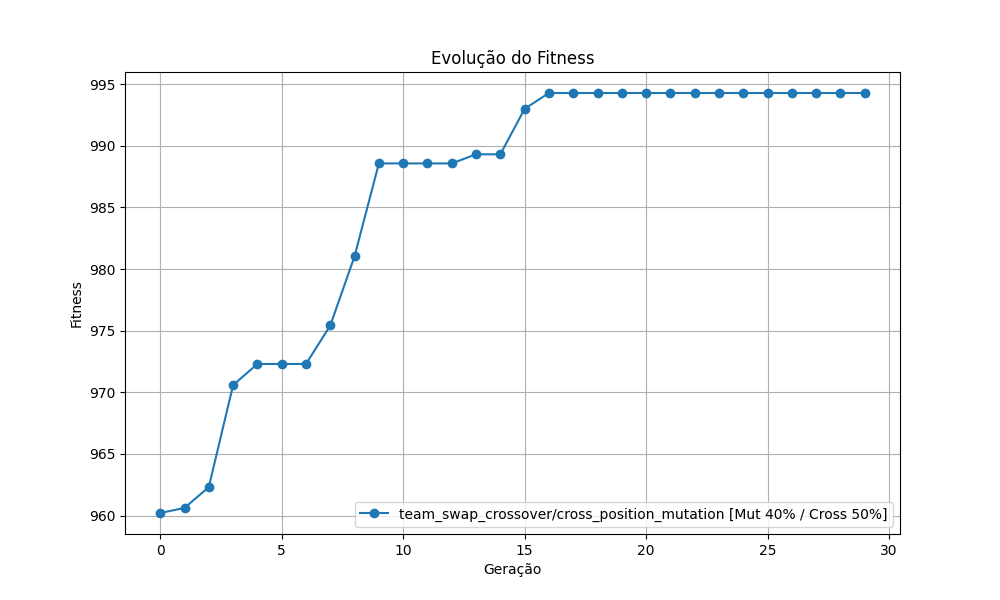 Evolução do Fitness
Fitness
995
990
985
980
975
970
965
960
team_swap_crossover/cross_position_mutation [Mut 40% / Cross 50%]
0 5 10 15 20 25 30
Geração